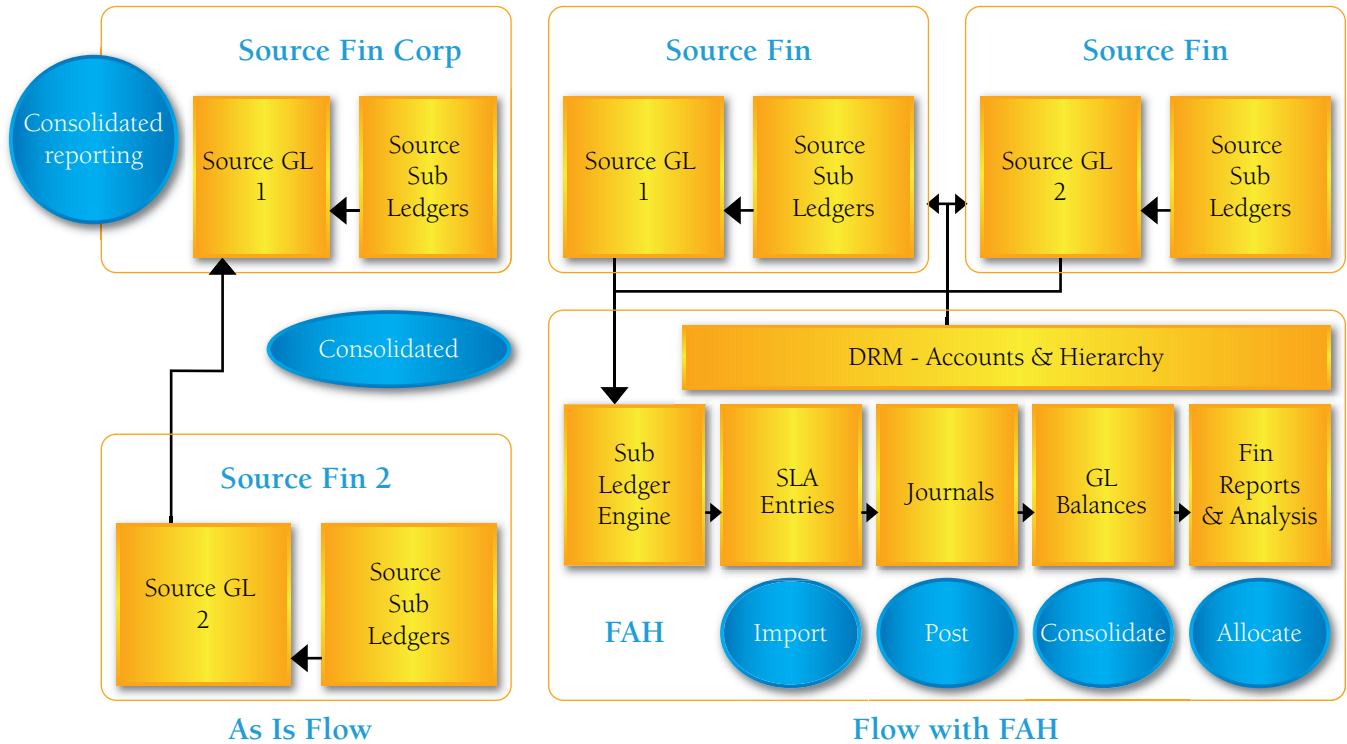 Source Fin Corp
Consolidated
reporting
Source GL
1
Source
Sub
Ledgers
Consolidated
Source Fin 2
Source GL
2
Source
Sub
Ledgers
As Is Flow
Source Fin
Source GL
1
Source
Sub
Ledgers
Source Fin
Source GL
2
Source
Sub
Ledgers
DRM - Accounts & Hierarchy
Sub
Ledger
Engine
SLA
Entries
Journals
GL
Balances
Fin
Reports
& Analysis
FAH
Import
Post
Consolidate
Allocate
Flow with FAH